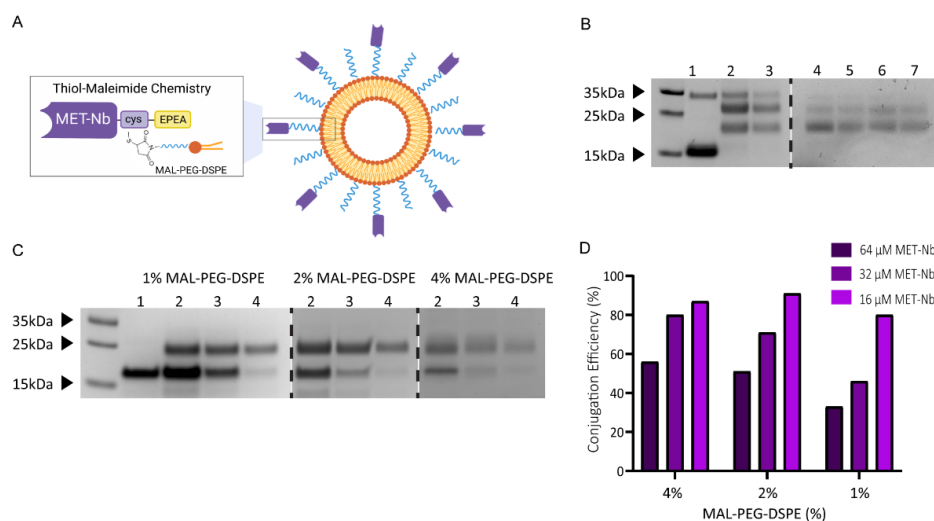 A
Thiol-Maleimide Chemistry
MET-Nb
cys
EPEA
MAL-PEG-DSPE
B
1 2 3 4 5 6 7
35kDa
25kDa
15kDa
C
1% MAL-PEG-DSPE 2% MAL-PEG-DSPE 4% MAL-PEG-DSPE
1 2 3 4 2 3 4 2 3 4
35kDa
25kDa
15kDa
D
64 μM MET-Nb
32 μM MET-Nb
16 μM MET-Nb
Conjugation Efficiency (%)
100
80
60
40
20
0
4% 2% 1%
MAL-PEG-DSPE (%)